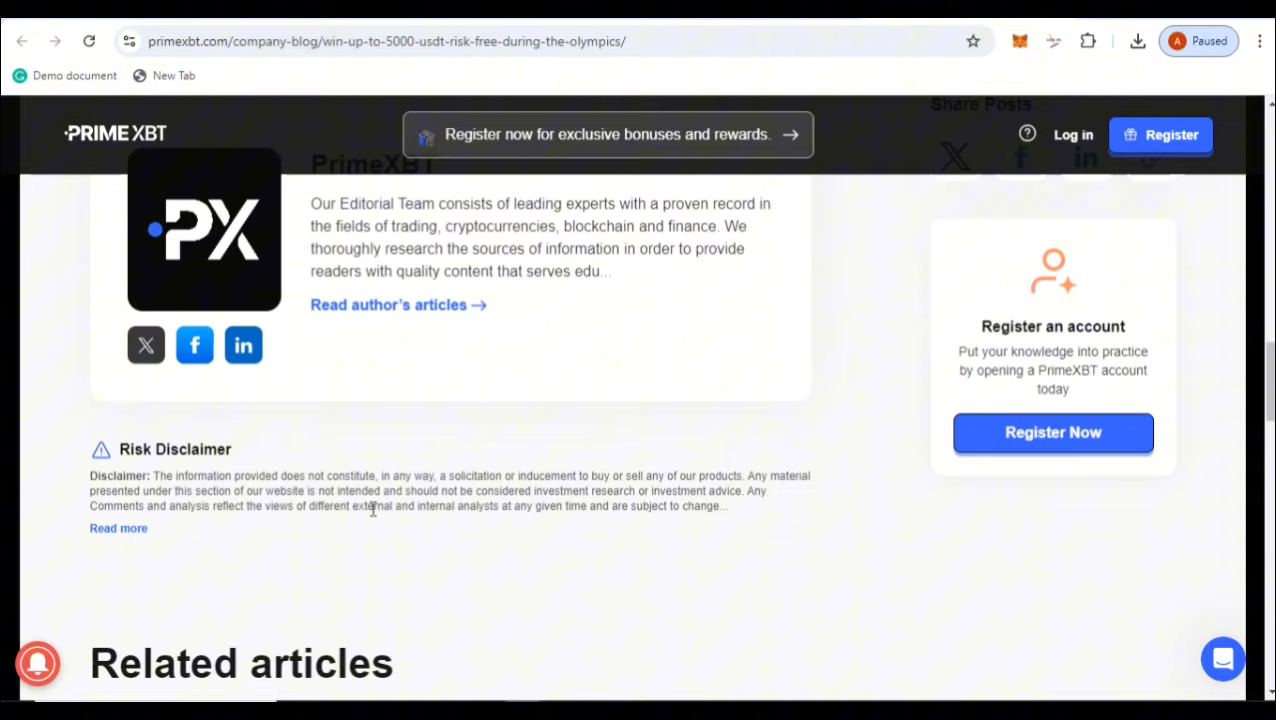 primexbt.com/company-blog/win-up-to-5000-usdt-risk-free-during-the-olympics/
A
Paused
Demo document
New Tab
Share Posts
PRIME XBT
Register now for exclusive bonuses and rewards. →
Log in
Register
PrimeXBT
PX
Our Editorial Team consists of leading experts with a proven record in
the fields of trading, cryptocurrencies, blockchain and finance. We
thoroughly research the sources of information in order to provide
readers with quality content that serves edu...
Read author's articles →
Register an account
Put your knowledge into practice
by opening a PrimeXBT account
today
Register Now
Risk Disclaimer
Disclaimer: The information provided does not constitute, in any way, a solicitation or inducement to buy or sell any of our products. Any material
presented under this section of our website is not intended and should not be considered investment research or investment advice. Any
Comments and analysis reflect the views of different external and internal analysts at any given time and are subject to change...
Read more
Related articles